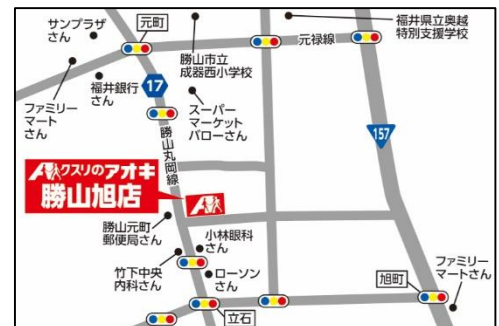 サンプラザ
さん
元町
福井県立奥越
特別支援学校
元禄線
勝山市立
成器西小学校
17
福井銀行
さん
ファミリー
マート
さん
スーパー
マーケット
バローさん
157
勝山丸岡線
クスリのアオキ
勝山旭店
勝山元町
郵便局さん
小林眼科
さん
竹下中央
内科さん
ローソン
さん
旭町
ファミリー
マートさん
立石